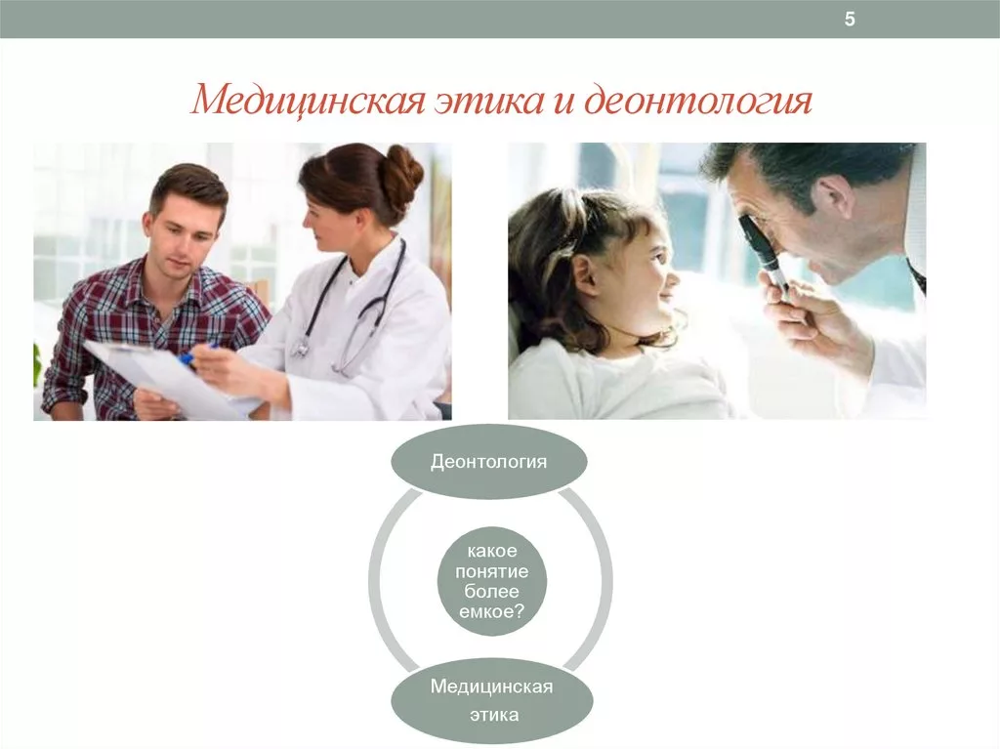 5
Медицинская этика и деонтология
Деонтология
какое
понятие
более
емкое?
Медицинская
этика